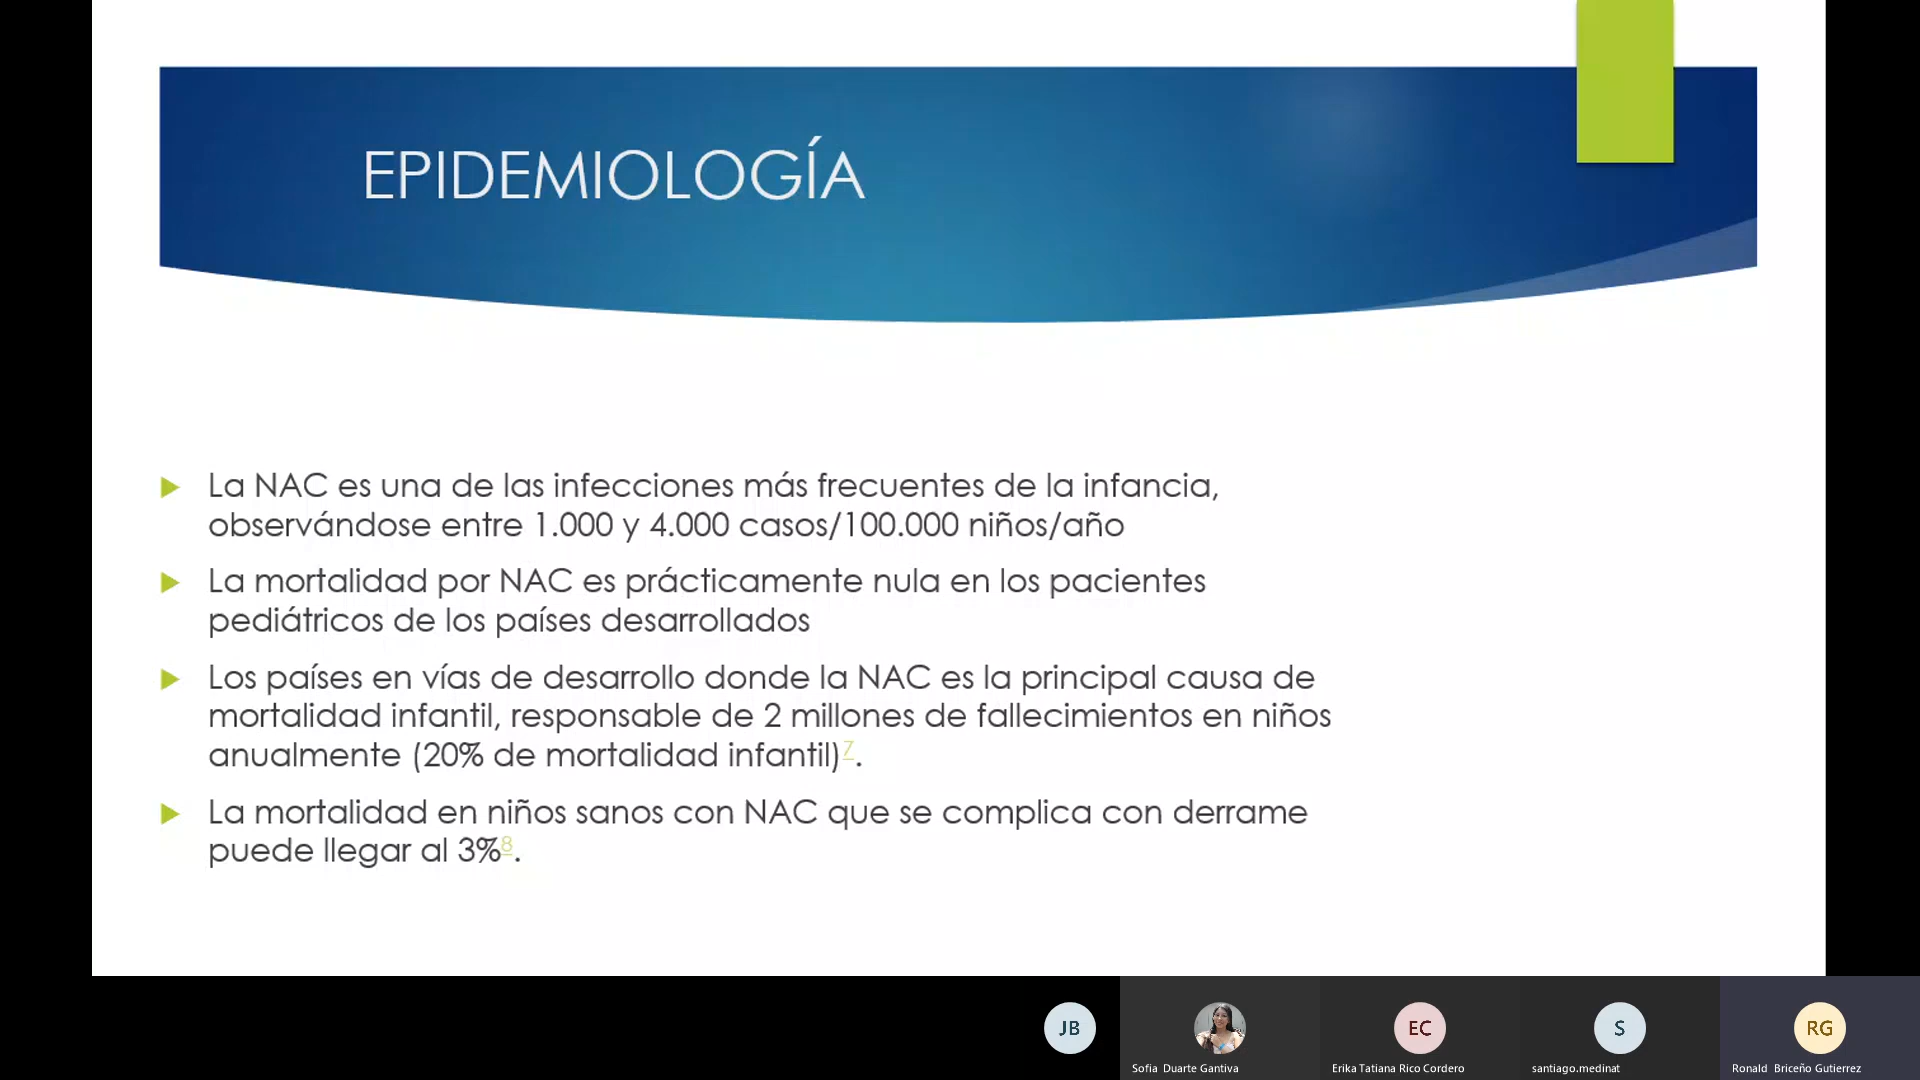 EPIDEMIOLOGÍA
La NAC es una de las infecciones más frecuentes de la infancia,
observándose entre 1.000 y 4.000 casos/100.000 niños/año
La mortalidad por NAC es prácticamente nula en los pacientes
pediátricos de los países desarrollados
Los países en vías de desarrollo donde la NAC es la principal causa de
mortalidad infantil, responsable de 2 millones de fallecimientos en niños
anualmente (20% de mortalidad infantil)7.
La mortalidad en niños sanos con NAC que se complica con derrame
puede llegar al 3%8.
JB
EC
S
RG
Sofia Duarte Gantiva
Erika Tatiana Rico Cordero
santiago.medinat
Ronald Briceño Gutierrez